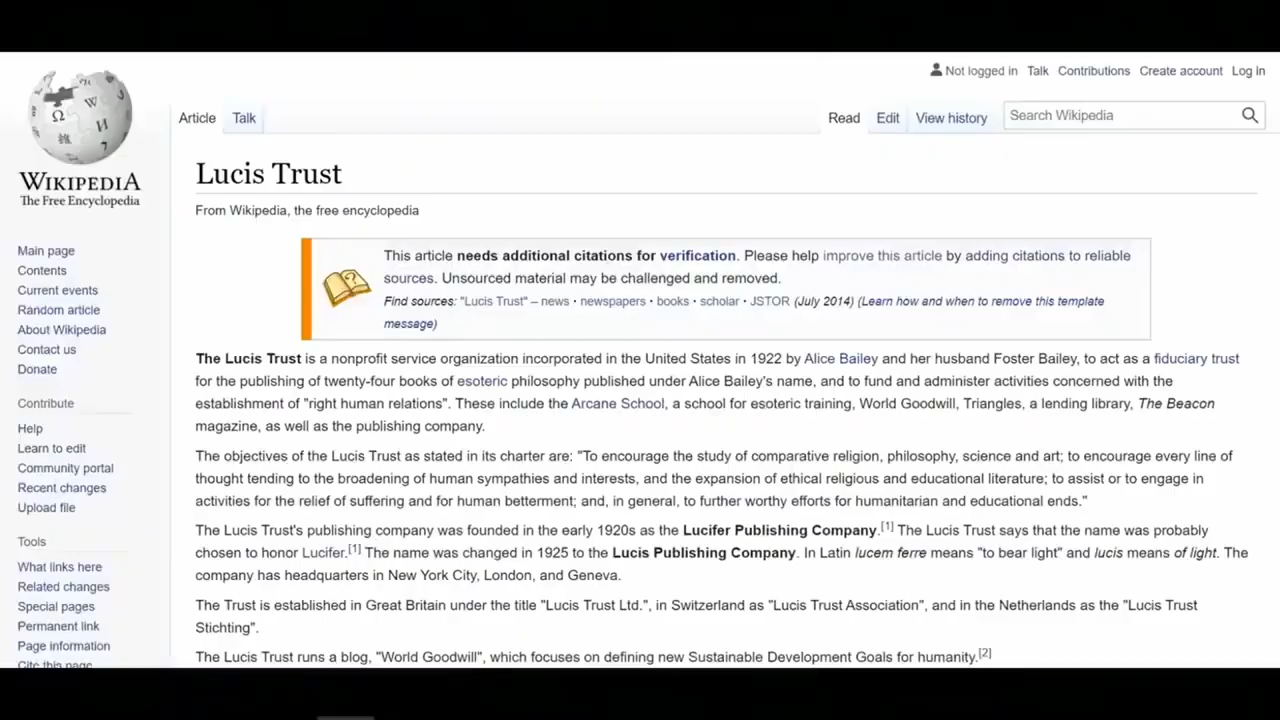 Not logged in Talk Contributions Create account Log in
Article Talk Read Edit View history Search Wikipedia
WIKIPEDIA
The Free Encyclopedia
Main page
Contents
Current events
Random article
About Wikipedia
Contact us
Donate
Contribute
Help
Learn to edit
Community portal
Recent changes
Upload file
Tools
What links here
Related changes
Special pages
Permanent link
Page information
Cite this page
Lucis Trust
From Wikipedia, the free encyclopedia
This article needs additional citations for verification. Please help improve this article by adding citations to reliable
sources. Unsourced material may be challenged and removed.
Find sources: "Lucis Trust" – news · newspapers · books · scholar · JSTOR (July 2014) (Learn how and when to remove this template
message)
The Lucis Trust is a nonprofit service organization incorporated in the United States in 1922 by Alice Bailey and her husband Foster Bailey, to act as a fiduciary trust
for the publishing of twenty-four books of esoteric philosophy published under Alice Bailey's name, and to fund and administer activities concerned with the
establishment of "right human relations". These include the Arcane School, a school for esoteric training, World Goodwill, Triangles, a lending library, The Beacon
magazine, as well as the publishing company.
The objectives of the Lucis Trust as stated in its charter are: "To encourage the study of comparative religion, philosophy, science and art; to encourage every line of
thought tending to the broadening of human sympathies and interests, and the expansion of ethical religious and educational literature; to assist or to engage in
activities for the relief of suffering and for human betterment; and, in general, to further worthy efforts for humanitarian and educational ends."
The Lucis Trust's publishing company was founded in the early 1920s as the Lucifer Publishing Company.[1] The Lucis Trust says that the name was probably
chosen to honor Lucifer.[1] The name was changed in 1925 to the Lucis Publishing Company. In Latin lucem ferre means "to bear light" and lucis means of light. The
company has headquarters in New York City, London, and Geneva.
The Trust is established in Great Britain under the title "Lucis Trust Ltd.", in Switzerland as "Lucis Trust Association", and in the Netherlands as the "Lucis Trust
Stichting".
The Lucis Trust runs a blog, "World Goodwill", which focuses on defining new Sustainable Development Goals for humanity.[2]